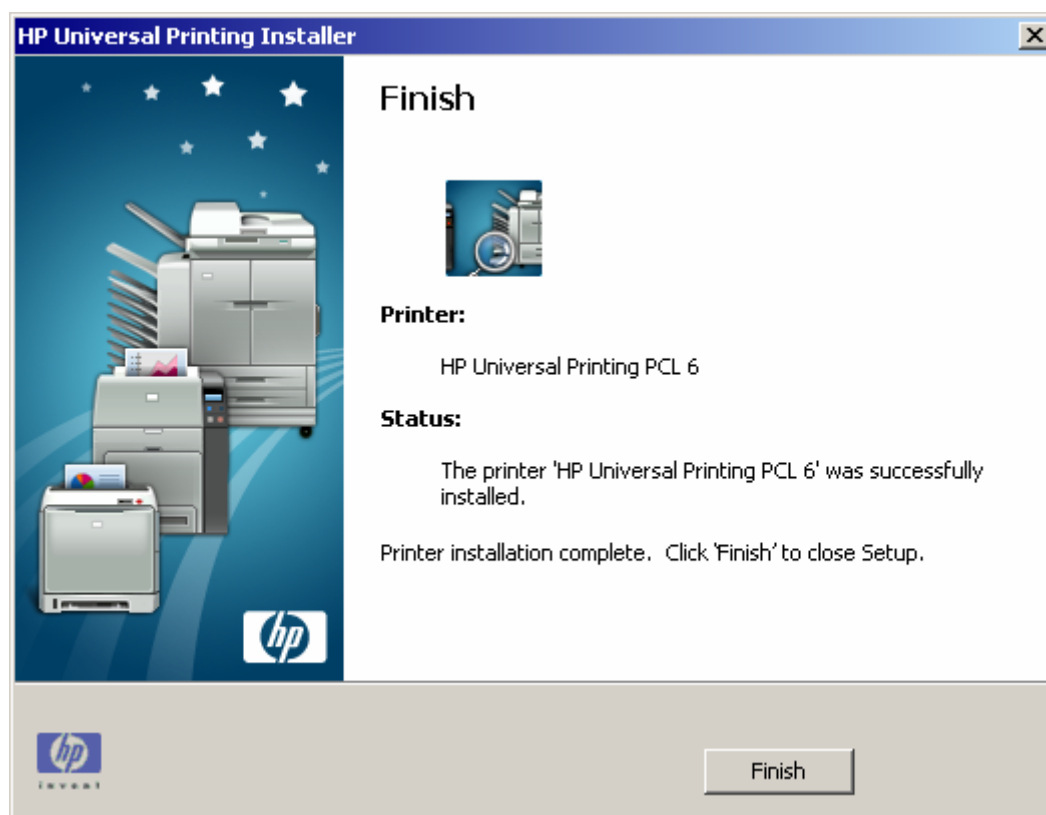 HP Universal Printing Installer
Finish
Printer:
HP Universal Printing PCL 6
Status:
The printer 'HP Universal Printing PCL 6' was successfully
installed.
Printer installation complete. Click 'Finish' to close Setup.
hp
hp
invent
Finish